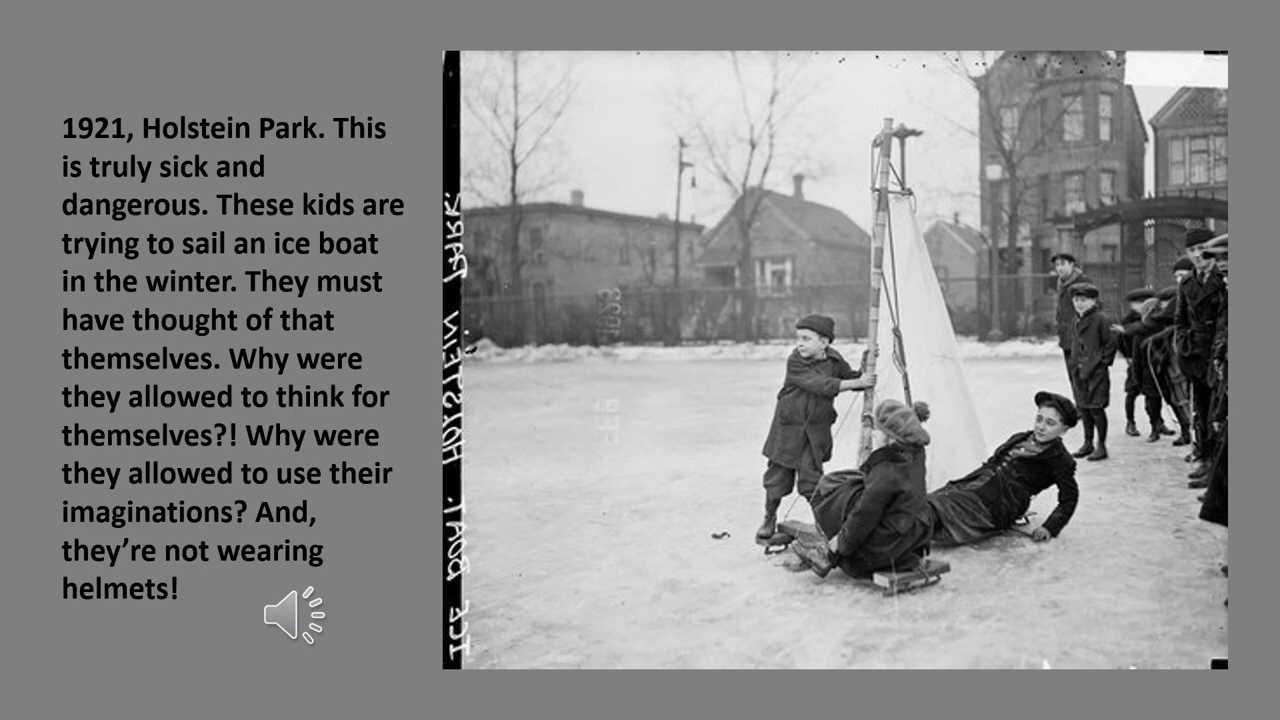 1921, Holstein Park. This
is truly sick and
dangerous. These kids are
trying to sail an ice boat
in the winter. They must
have thought of that
themselves. Why were
they allowed to think for
themselves?! Why were
they allowed to use their
imaginations? And,
they’re not wearing
helmets!
ICE BOAT. HOLSTEIN PARK.